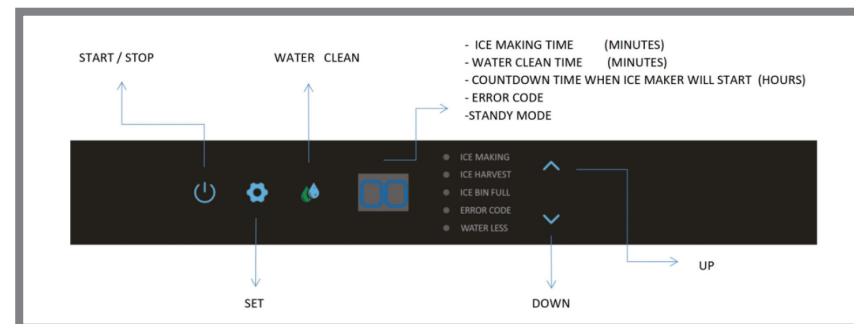 START / STOP
WATER CLEAN
- ICE MAKING TIME (MINUTES)
- WATER CLEAN TIME (MINUTES)
- COUNTDOWN TIME WHEN ICE MAKER WILL START (HOURS)
- ERROR CODE
-STANDY MODE
00
ICE MAKING
ICE HARVEST
ICE BIN FULL
ERROR CODE
WATER LESS
SET
DOWN
UP